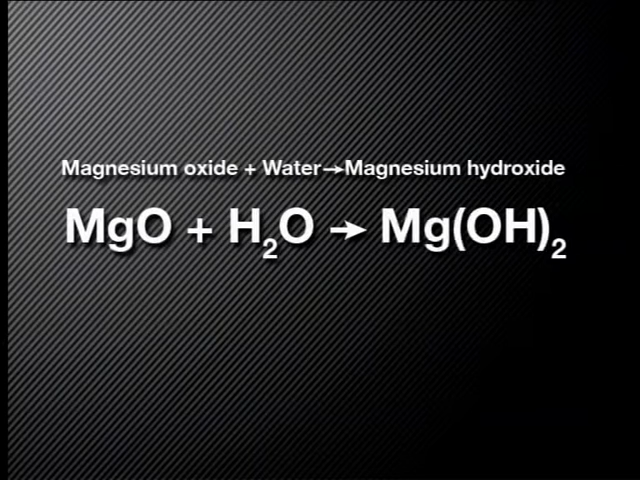 Magnesium oxide + Water→Magnesium hydroxide
MgO + H₂O → Mg(OH)₂